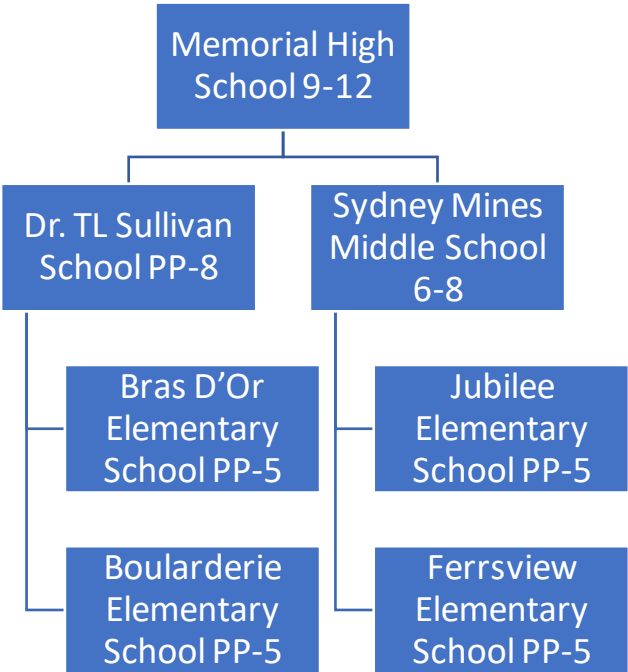 Memorial High
School 9-12
Dr. TL Sullivan
School PP-8
Sydney Mines
Middle School
6-8
Bras D’Or
Elementary
School PP-5
Jubilee
Elementary
School PP-5
Boularderie
Elementary
School PP-5
Ferrsview
Elementary
School PP-5